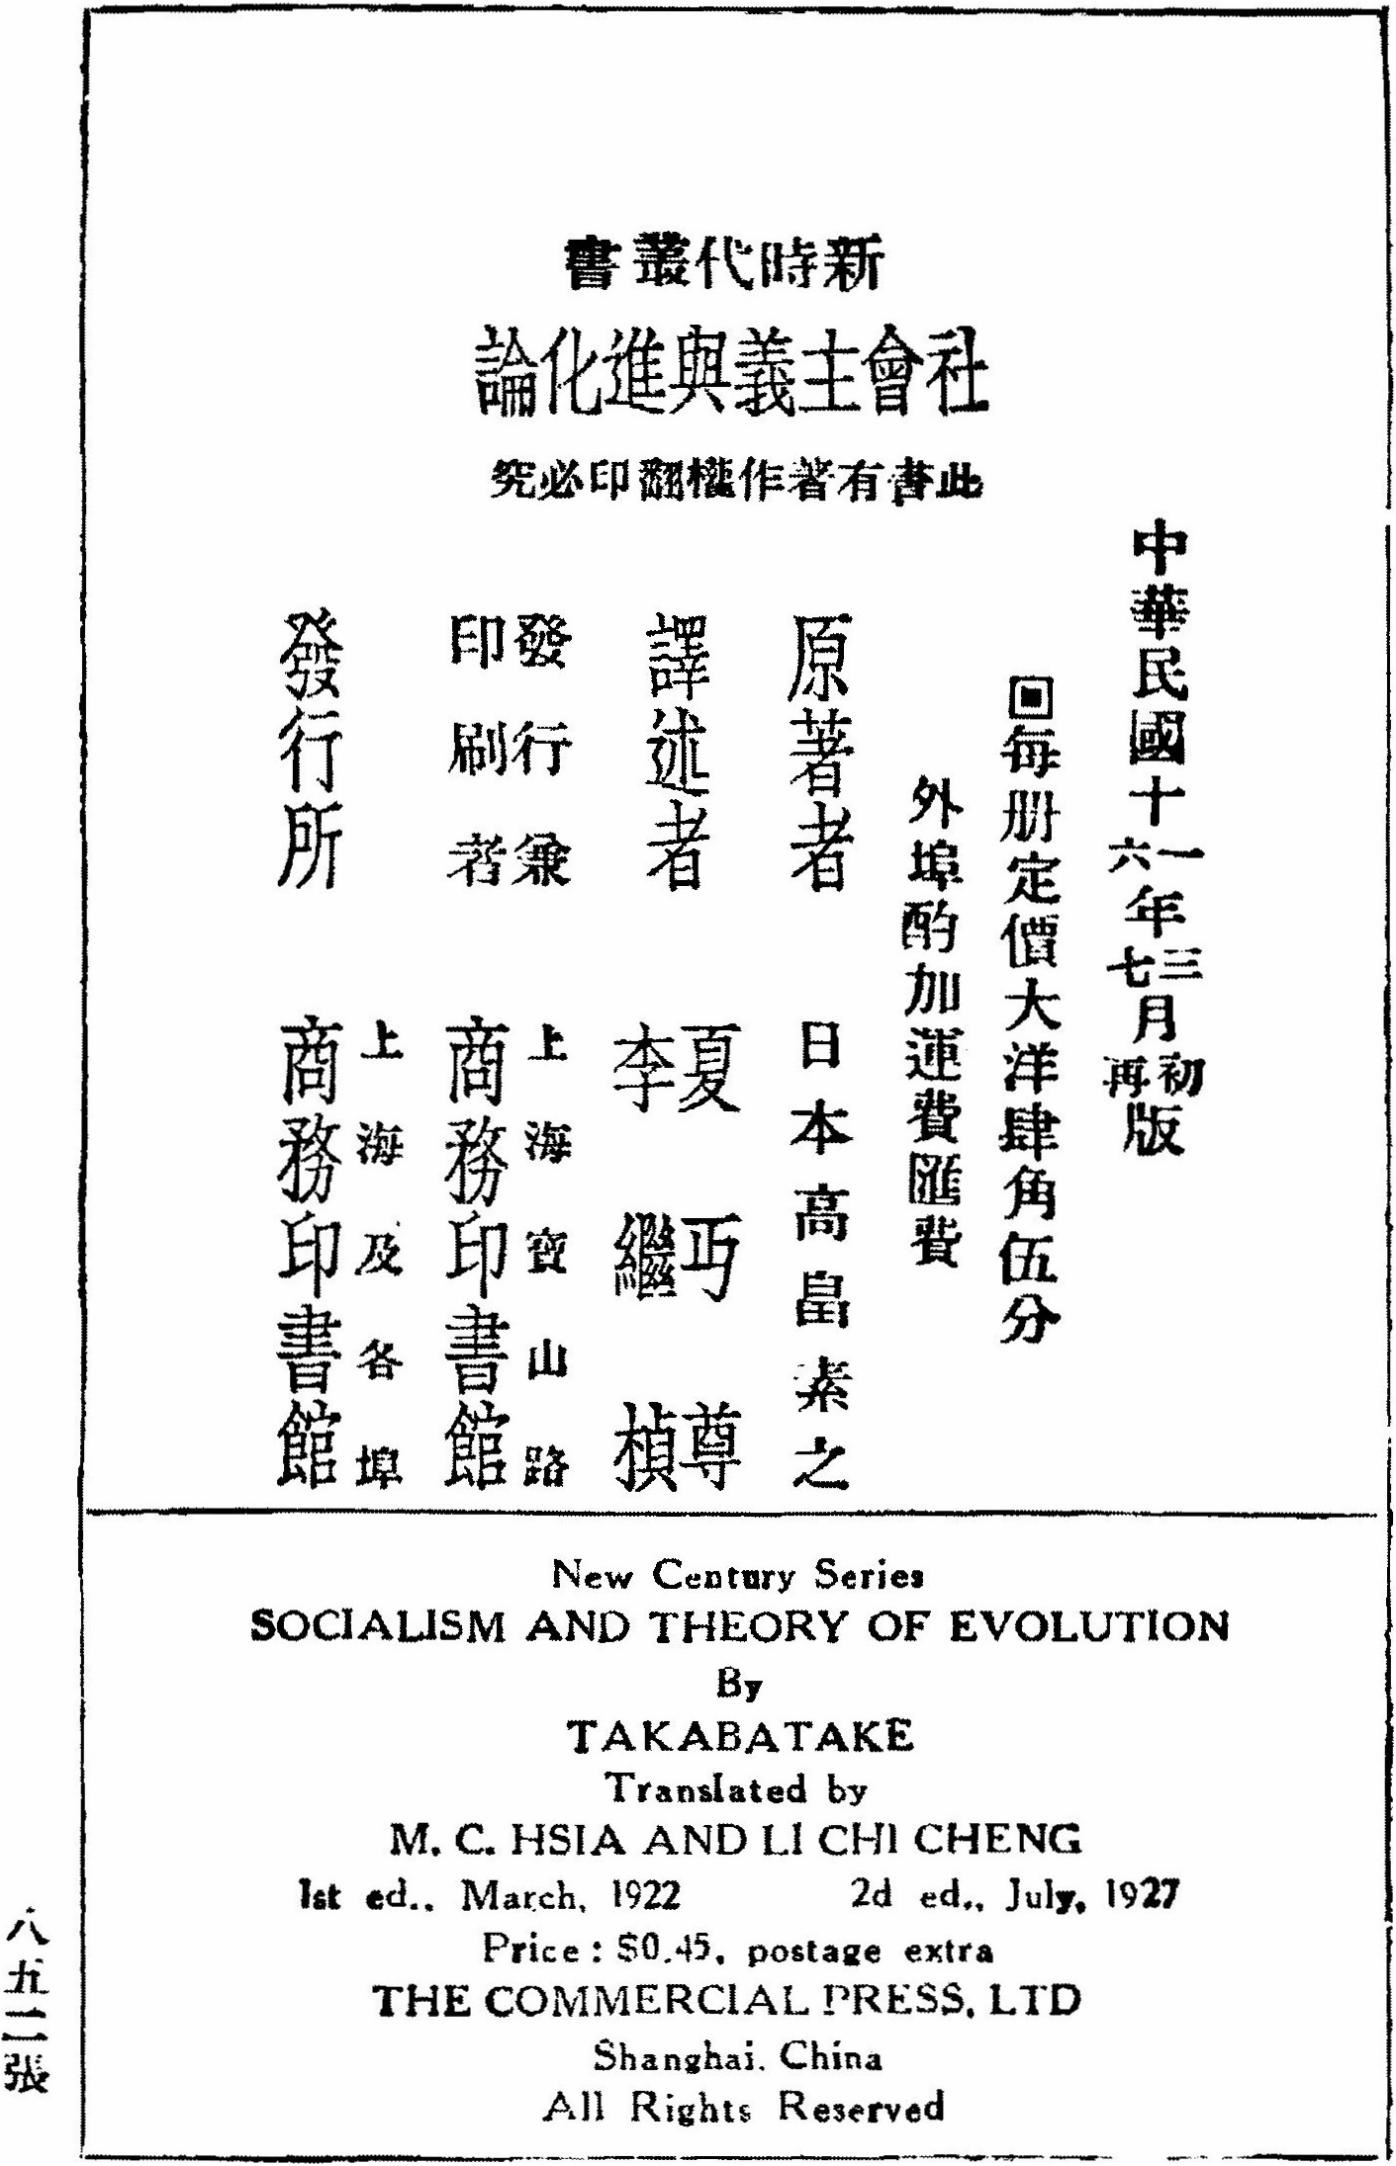 新時代叢書
社會主義與進化論
此書有著作權翻印必究
中華民國十一年三月初版
六七再
回每册定價大洋肆角伍分
外埠酌加運費匯費
原著者 日本高畠素之
譯述者 夏丏尊
李繼楨
發行兼印刷者 上海寶山路
商務印書館
發行所 上海及各埠
商務印書館
New Century Series
SOCIALISM AND THEORY OF EVOLUTION
By
TAKABATAKE
Translated by
M. C. HSIA AND LI CHI CHENG
1st ed., March, 1922 2d ed., July, 1927
Price: $0.45, postage extra
THE COMMERCIAL PRESS, LTD
Shanghai, China
All Rights Reserved
八五二張